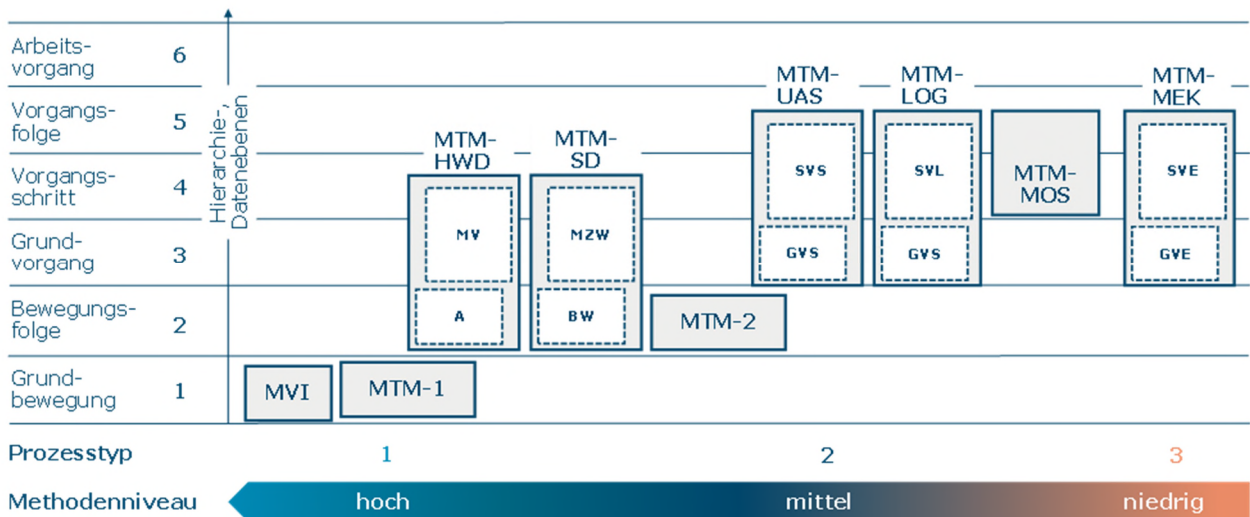 Arbeits-
vorgang
6
Vorgangs-
folge
5
Vorgangs-
schritt
4
Grund-
vorgang
3
Bewegungs-
folge
2
Grund-
bewegung
1
Hierarchie-,
Datenebenen
MVI
MTM-1
MTM-
HWD
MV
A
MTM-
SD
MZW
BW
MTM-2
MTM-
UAS
SVS
GVS
MTM-
LOG
SVL
GVS
MTM-
MOS
MTM-
MEK
SVE
GVE
Prozesstyp
1
2
3
Methodenniveau
hoch
mittel
niedrig